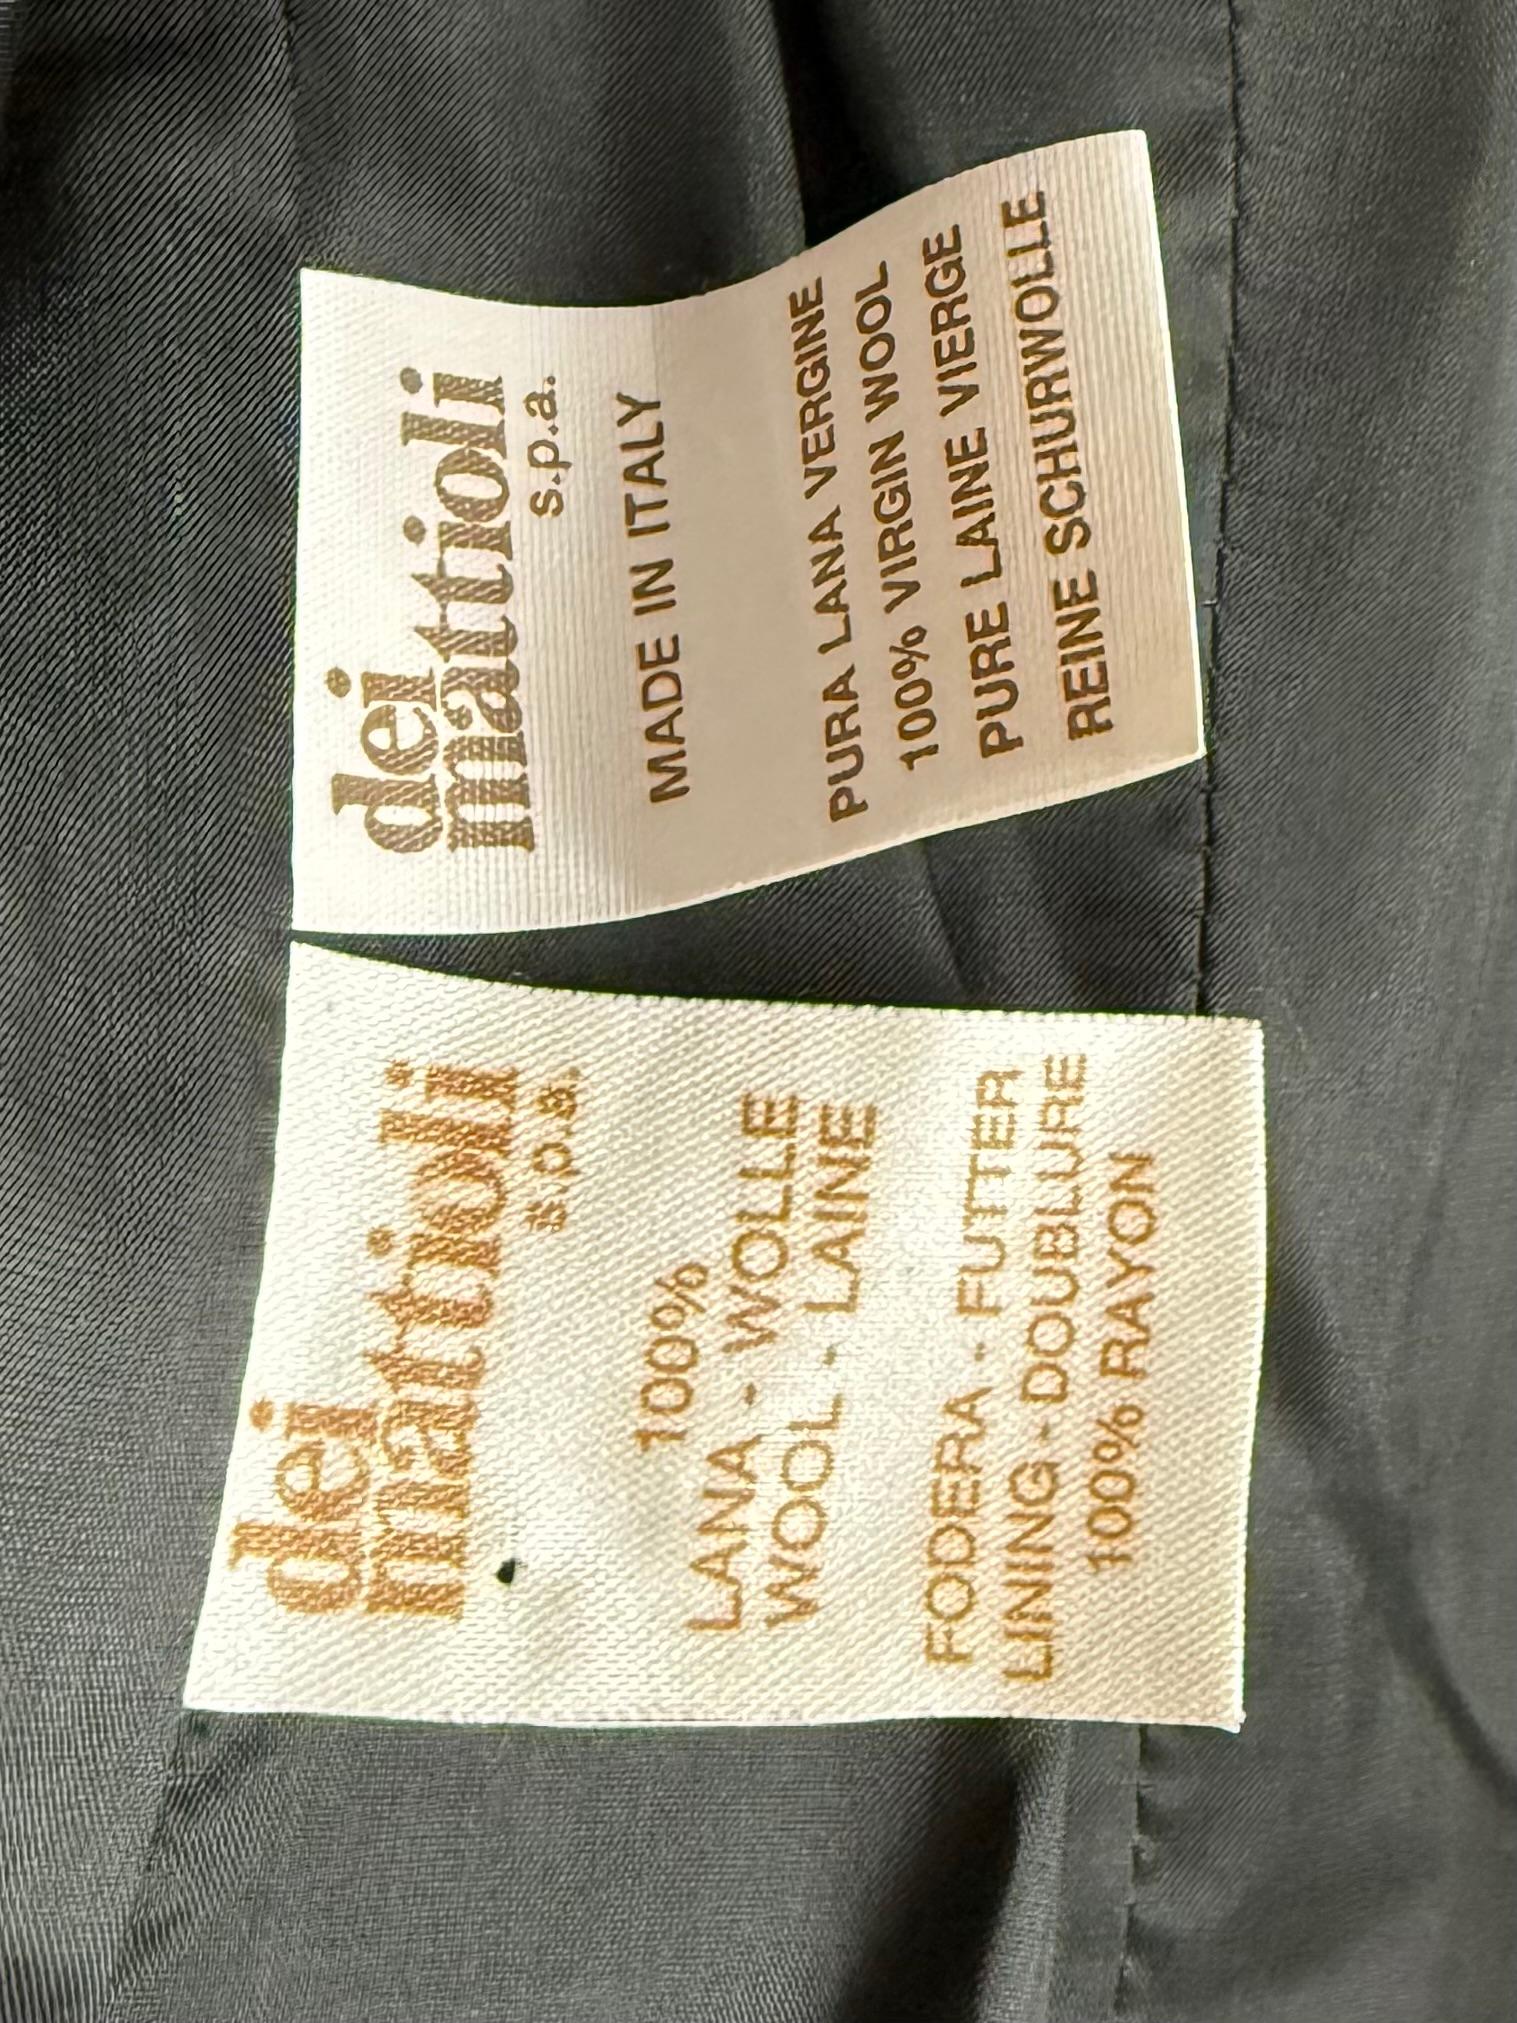 dei
mattioli
s.p.a.
MADE IN ITALY
PURA LANA VERGINE
100% VIRGIN WOOL
PURE LAINE VIERGE
REINE SCHURWOLLE
dei
mattioli
s.p.a.
100%
LANA - WOLLE
WOOL - LAINE
FODERA - FUTTER
LINING - DOUBLURE
100% RAYON